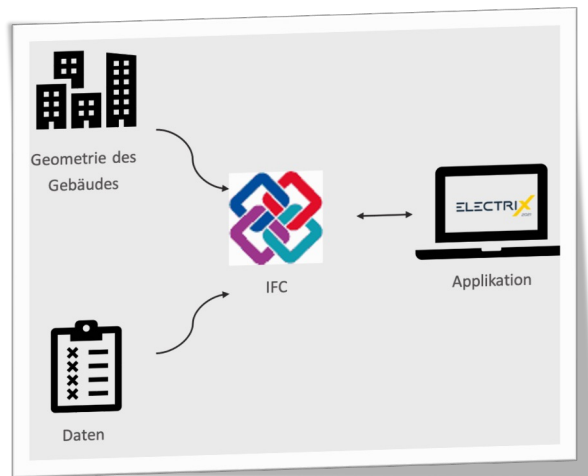 Geometrie des
Gebäudes
IFC
ELECTRIX
Applikation
Daten